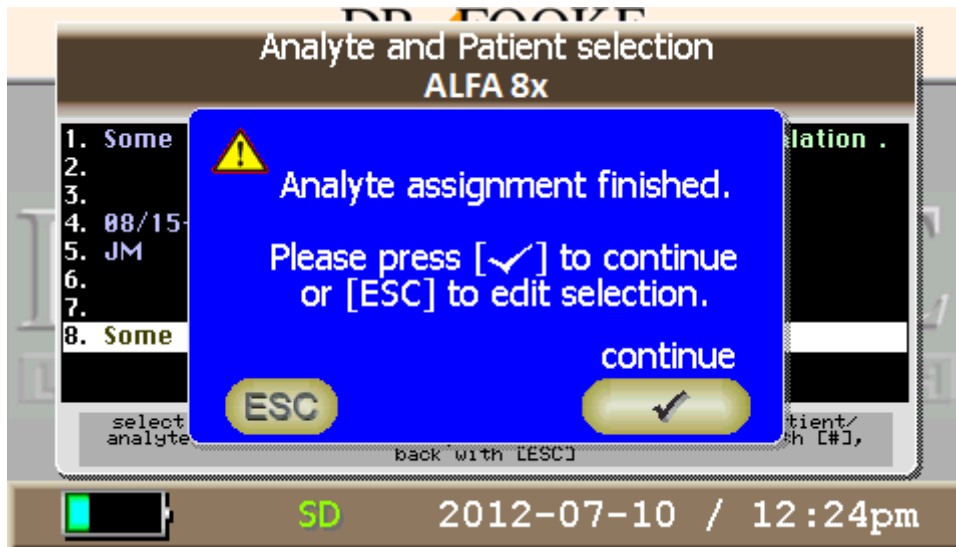 DR. FOOKE
Analyte and Patient selection
ALFA 8x
1. Some
lation .
2.
3.
4. 08/15-
5. JM
6.
7.
8. Some
Analyte assignment finished.
Please press [✓] to continue
or [ESC] to edit selection.
continue
ESC ✓
select
tient/
analyte
h [#],
back with [ESC]
SD 2012-07-10 / 12:24pm